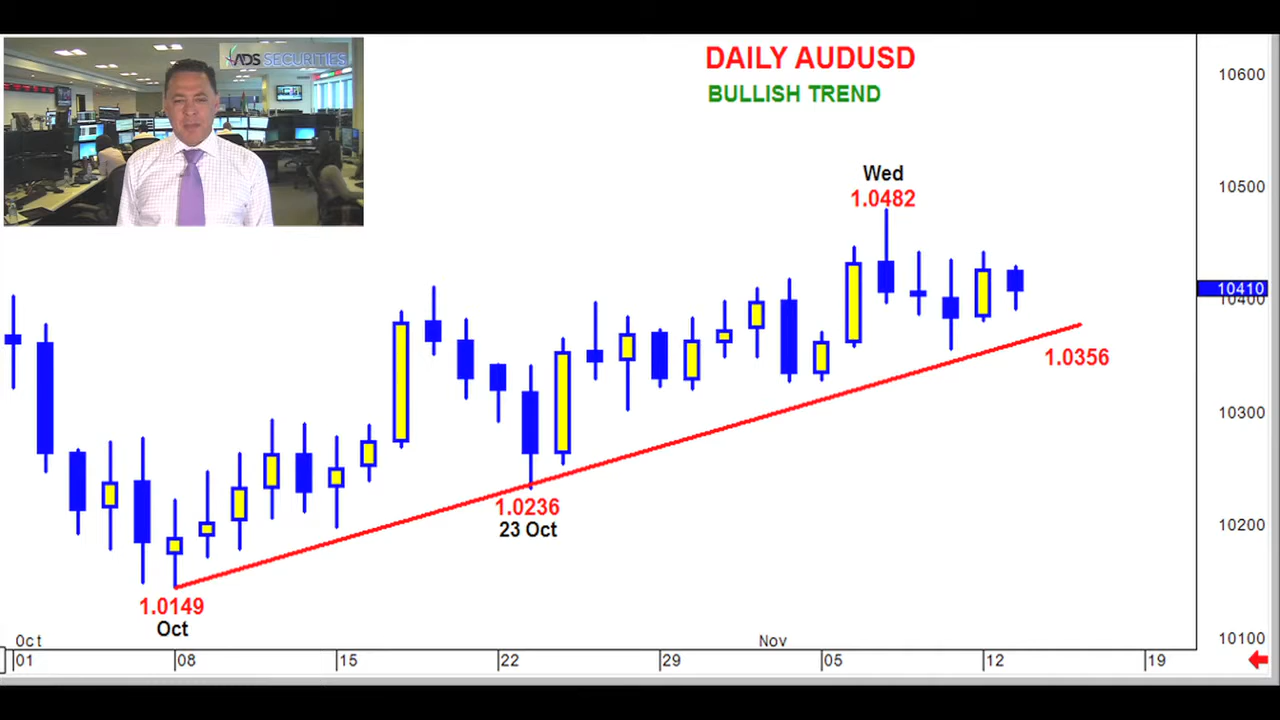 ADS SECURITIES
DAILY AUDUSD
BULLISH TREND
Wed
1.0482
1.0356
1.0236
23 Oct
1.0149
Oct
10600
10500
10410
10400
10300
10200
10100
Oct
Nov
01
08
15
22
29
05
12
19